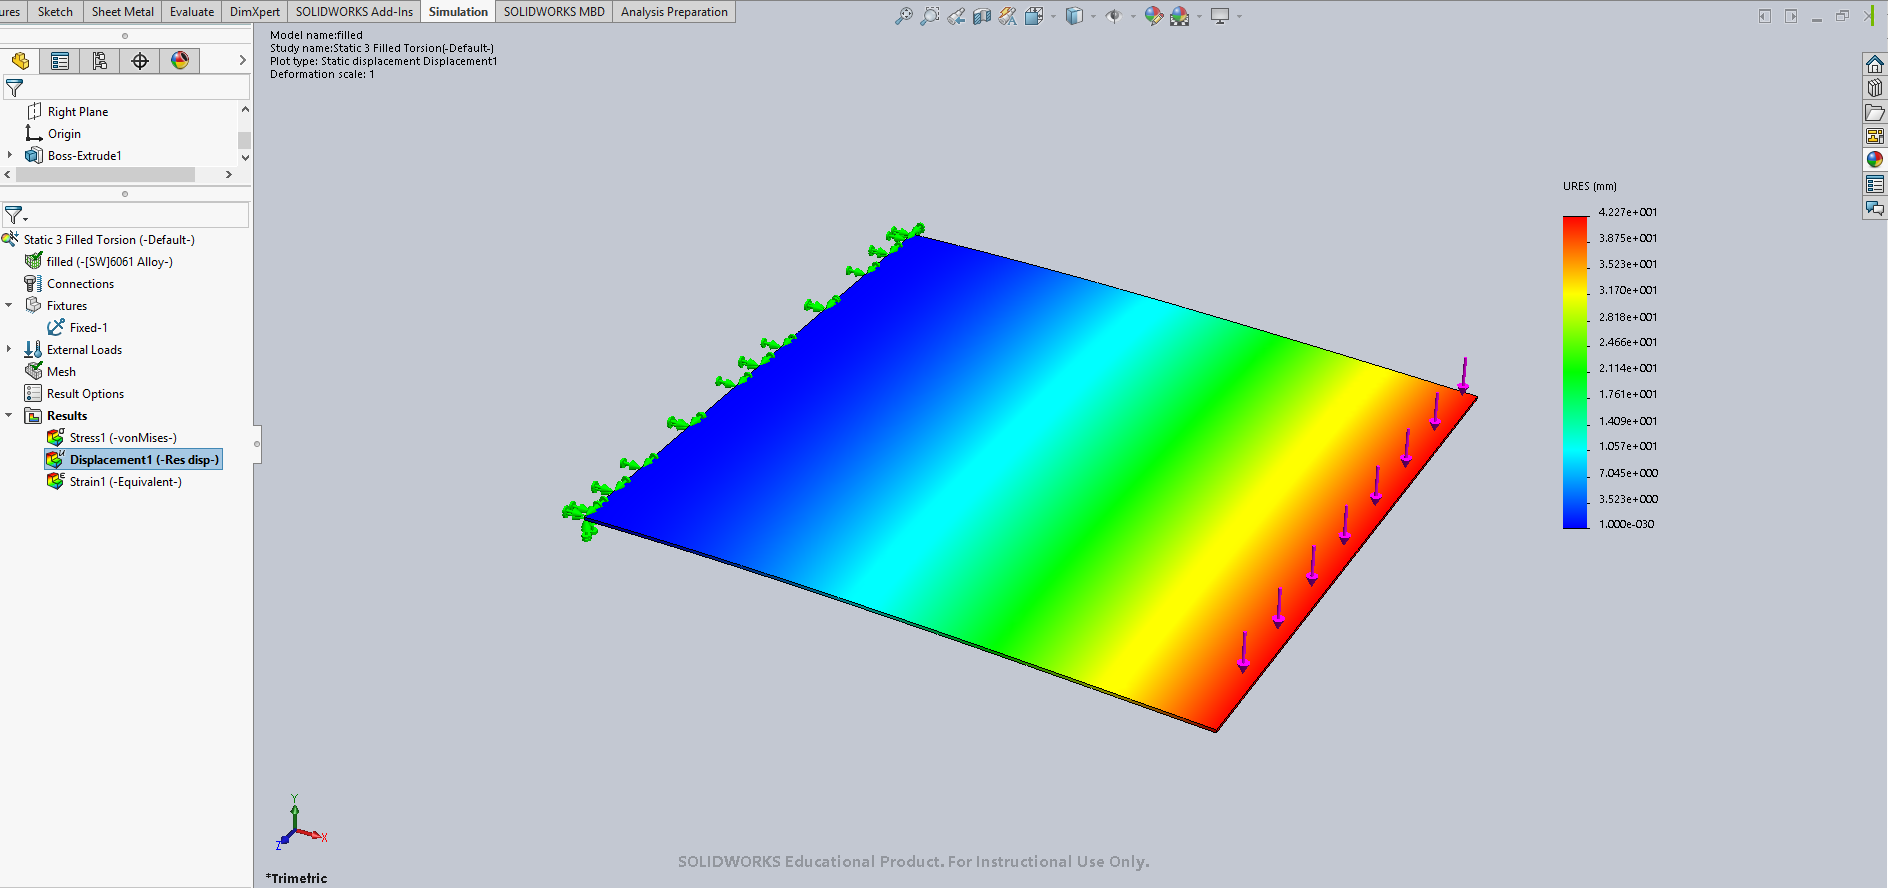 ures Sketch Sheet Metal Evaluate DimXpert SOLIDWORKS Add-Ins Simulation SOLIDWORKS MBD Analysis Preparation
Model name:filled
Study name:Static 3 Filled Torsion(-Default-)
Plot type: Static displacement Displacement1
Deformation scale: 1
Right Plane
Origin
Boss-Extrude1
Static 3 Filled Torsion (-Default-)
filled (-[SW]6061 Alloy-)
Connections
Fixtures
Fixed-1
External Loads
Mesh
Result Options
Results
Stress1 (-vonMises-)
Displacement1 (-Res disp-)
Strain1 (-Equivalent-)
URES (mm)
4.227e+001
3.875e+001
3.523e+001
3.170e+001
2.818e+001
2.466e+001
2.114e+001
1.761e+001
1.409e+001
1.057e+001
7.045e+000
3.523e+000
1.000e-030
Y
X
Z
SOLIDWORKS Educational Product. For Instructional Use Only.
*Trimetric